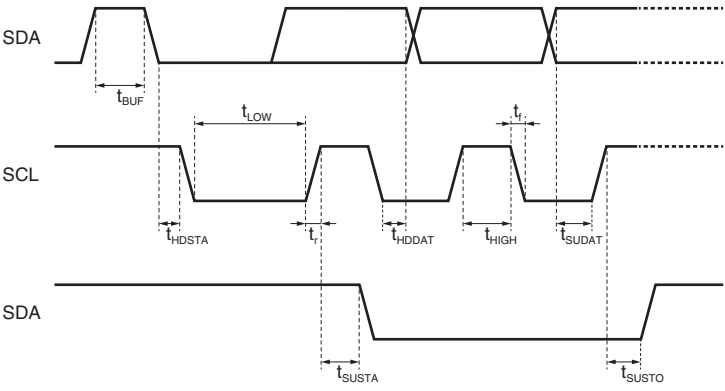 SDA
tBUF
tLOW
tf
SCL
tHDSTA
tr
tHDDAT
tHIGH
tSUDAT
SDA
tSUSTA
tSUSTO